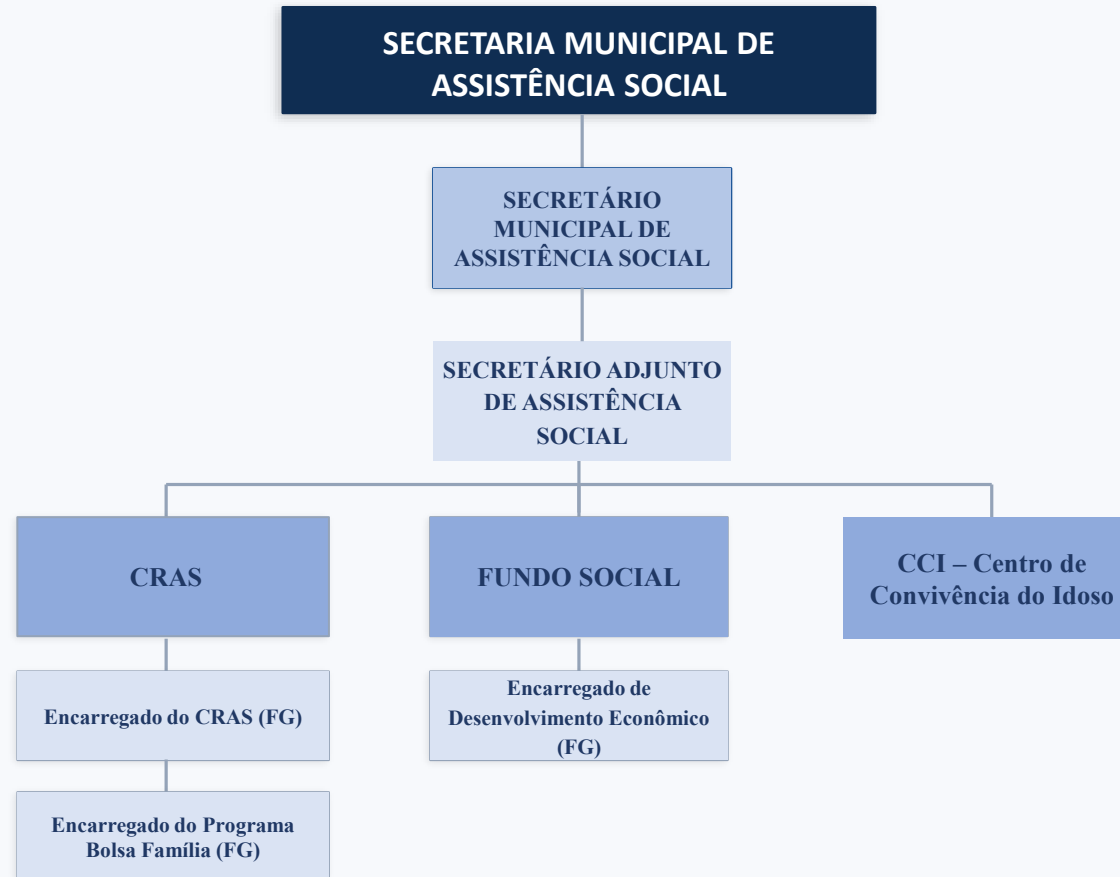 SECRETARIA MUNICIPAL DE
ASSISTÊNCIA SOCIAL
SECRETÁRIO
MUNICIPAL DE
ASSISTÊNCIA SOCIAL
SECRETÁRIO ADJUNTO
DE ASSISTÊNCIA
SOCIAL
CRAS
FUNDO SOCIAL
CCI – Centro de
Convivência do Idoso
Encarregado do CRAS (FG)
Encarregado de
Desenvolvimento Econômico
(FG)
Encarregado do Programa
Bolsa Família (FG)